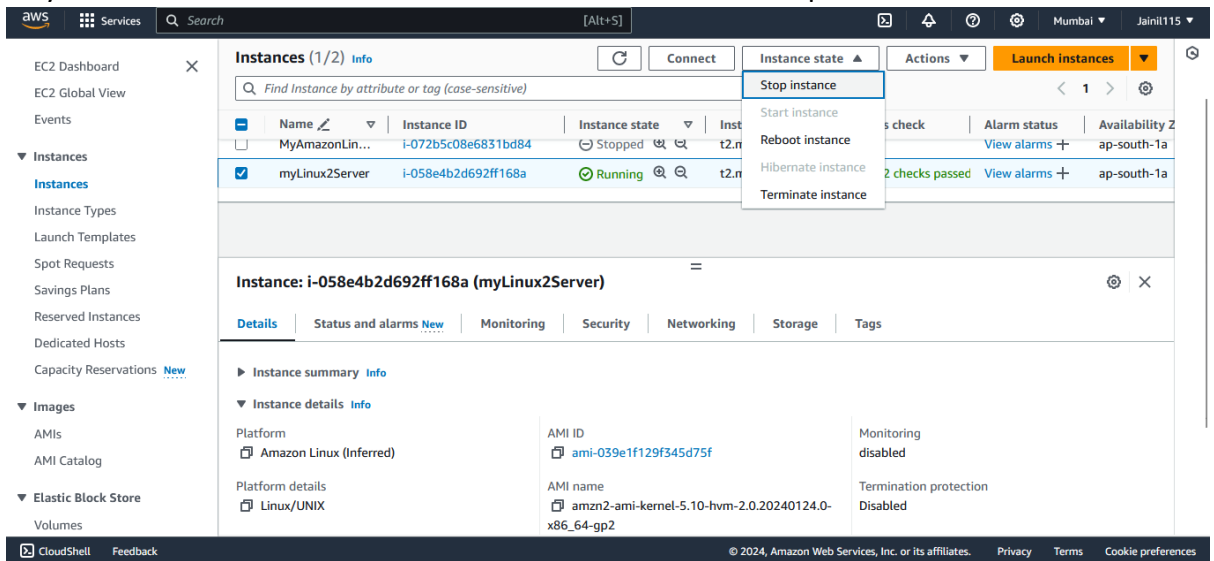 aws Services Search [Alt+S] Mumbai ▼ Jainil115 ▼
EC2 Dashboard
EC2 Global View
Events
▼ Instances
Instances
Instance Types
Launch Templates
Spot Requests
Savings Plans
Reserved Instances
Dedicated Hosts
Capacity Reservations New
▼ Images
AMIs
AMI Catalog
▼ Elastic Block Store
Volumes
Instances (1/2) Info Connect Instance state ▲ Actions ▼ Launch instances ▼
Find Instance by attribute or tag (case-sensitive) < 1 >
Stop instance
Start instance
Reboot instance
Hibernate instance
Terminate instance
Name Instance ID Instance state Inst s check Alarm status Availability Z
MyAmazonLin... i-072b5c08e6831bd84 Stopped t2.n View alarms + ap-south-1a
myLinux2Server i-058e4b2d692ff168a Running t2.n 2 checks passed View alarms + ap-south-1a
Instance: i-058e4b2d692ff168a (myLinux2Server)
Details Status and alarms New Monitoring Security Networking Storage Tags
▶ Instance summary Info
▼ Instance details Info
Platform
Amazon Linux (Inferred)
AMI ID
ami-039e1f129f345d75f
Monitoring
disabled
Platform details
Linux/UNIX
AMI name
amzn2-ami-kernel-5.10-hvm-2.0.20240124.0-
x86_64-gp2
Termination protection
Disabled
CloudShell Feedback © 2024, Amazon Web Services, Inc. or its affiliates. Privacy Terms Cookie preferences